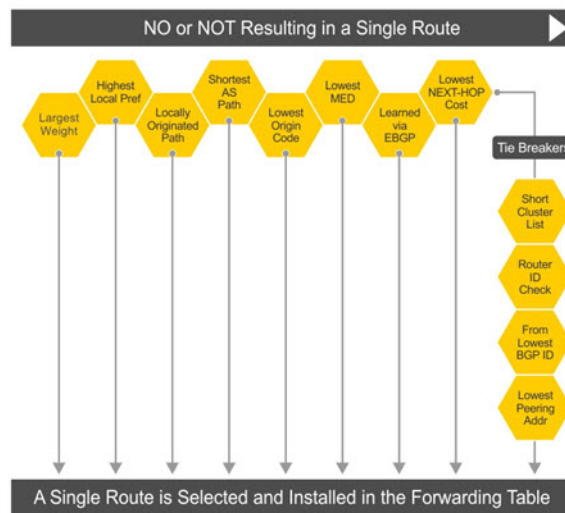 NO or NOT Resulting in a Single Route
Largest
Weight
Highest
Local Pref
Locally
Originated
Path
Shortest
AS
Path
Lowest
Origin
Code
Lowest
MED
Learned
via
EBGP
Lowest
NEXT-HOP
Cost
Tie Breakers
Short
Cluster
List
Router
ID
Check
From
Lowest
BGP ID
Lowest
Peering
Addr
A Single Route is Selected and Installed in the Forwarding Table